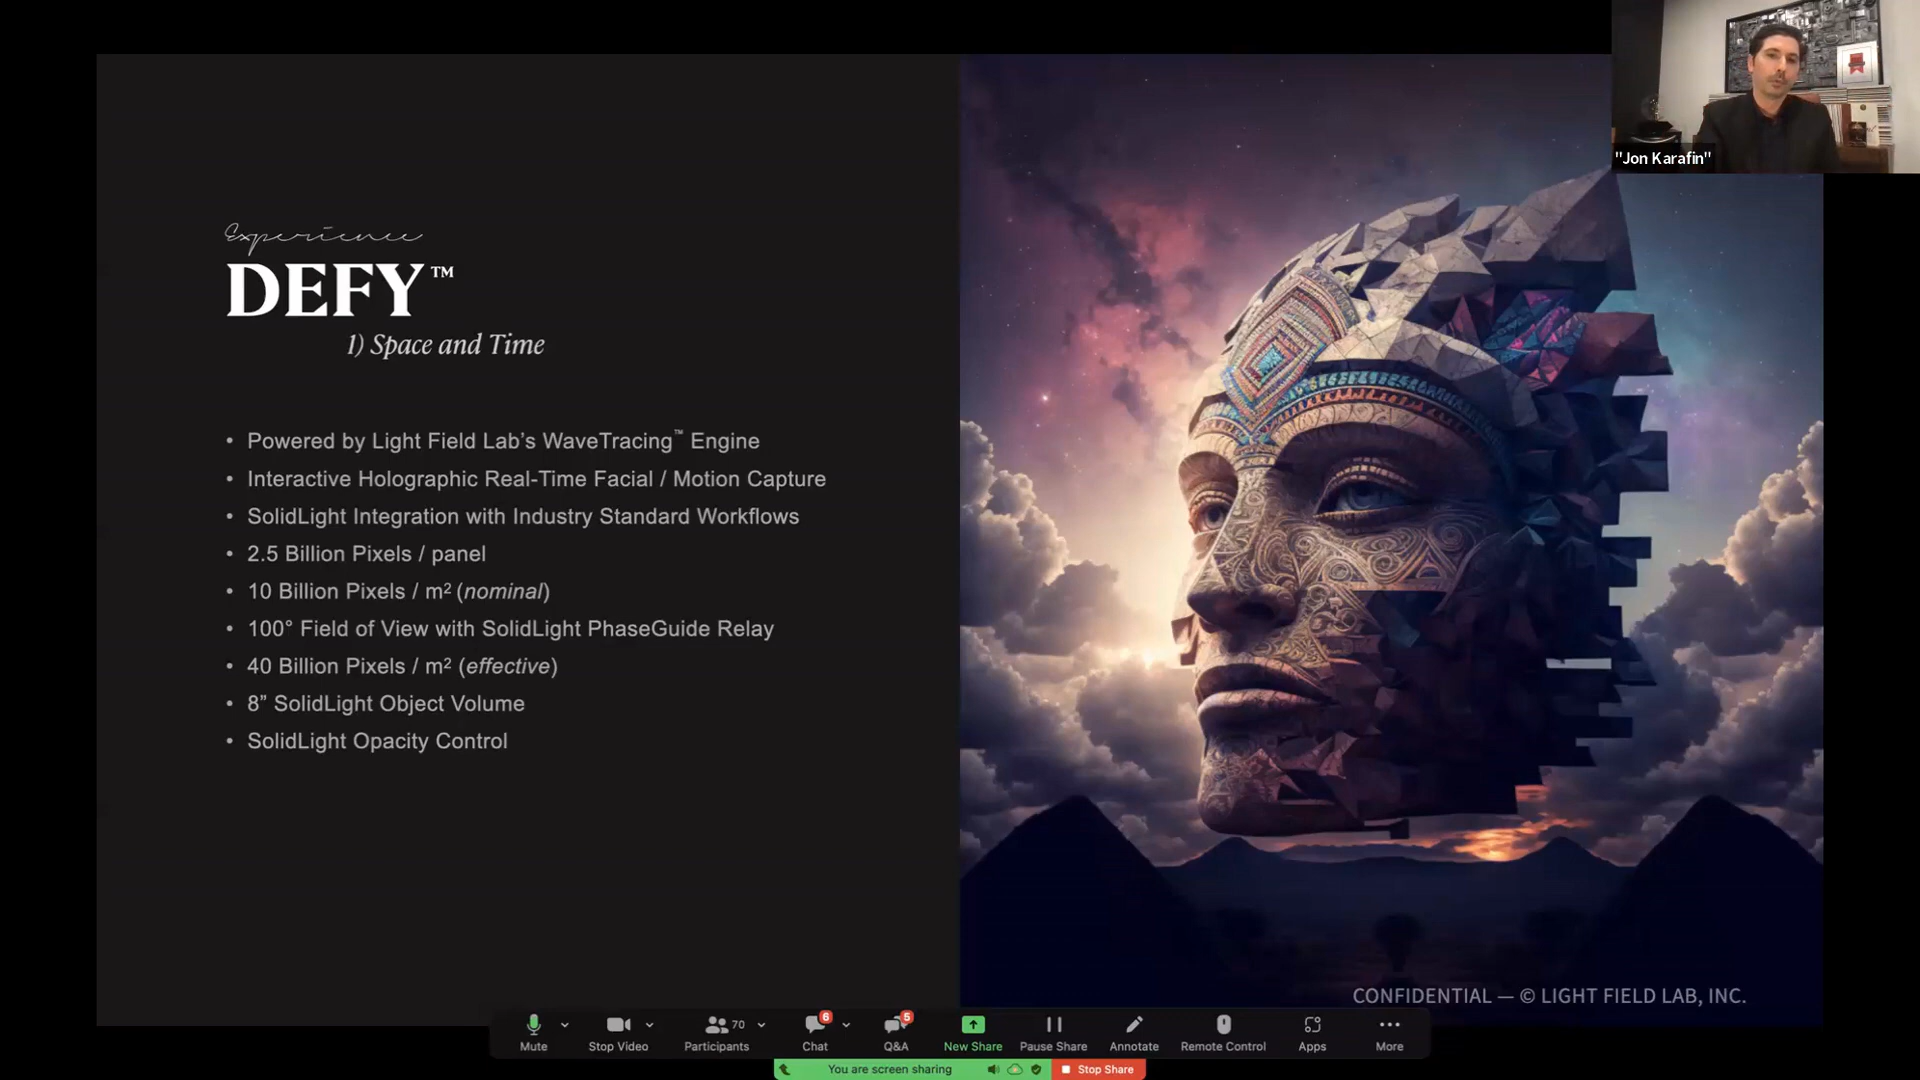 "Jon Karafin"
Experience
DEFY™
1) Space and Time
• Powered by Light Field Lab’s WaveTracing™ Engine
• Interactive Holographic Real-Time Facial / Motion Capture
• SolidLight Integration with Industry Standard Workflows
• 2.5 Billion Pixels / panel
• 10 Billion Pixels / m² (nominal)
• 100° Field of View with SolidLight PhaseGuide Relay
• 40 Billion Pixels / m² (effective)
• 8” SolidLight Object Volume
• SolidLight Opacity Control
CONFIDENTIAL — © LIGHT FIELD LAB, INC.
70 6 5
Mute Stop Video Participants Chat Q&A New Share Pause Share Annotate Remote Control Apps More
You are screen sharing Stop Share